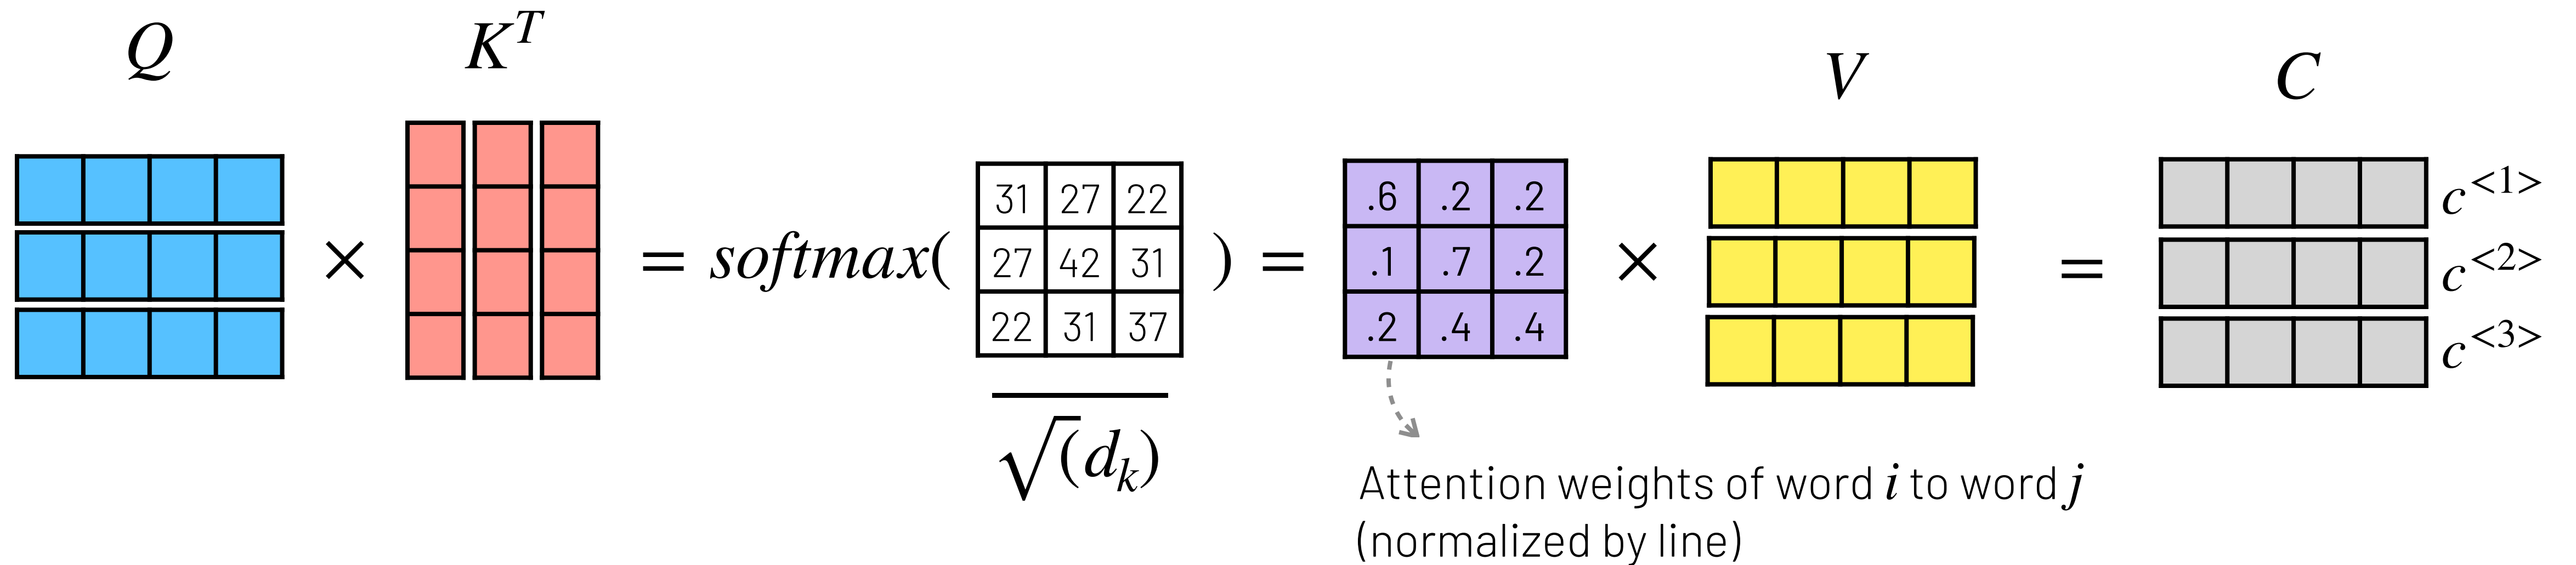 Q × K^T = softmax(
31 27 22
27 42 31
22 31 37
)
√(d_k)
=
.6 .2 .2
.1 .7 .2
.2 .4 .4
× V = C
c^<1>
c^<2>
c^<3>
Attention weights of word i to word j
(normalized by line)